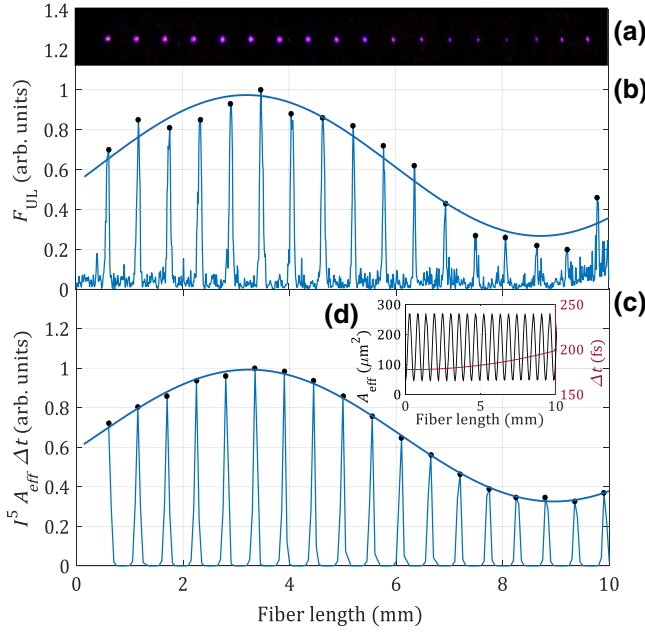 1.4
(a)
1.2
(b)
1
0.8
0.6
0.4
0.2
0
F_UL (arb. units)
(d)
(c)
300
200
100
0
A_eff (μm²)
250
200
150
Δt (fs)
0 5 10
Fiber length (mm)
1.2
1
0.8
0.6
0.4
0.2
0
I⁵ A_eff Δt (arb. units)
0 2 4 6 8 10
Fiber length (mm)